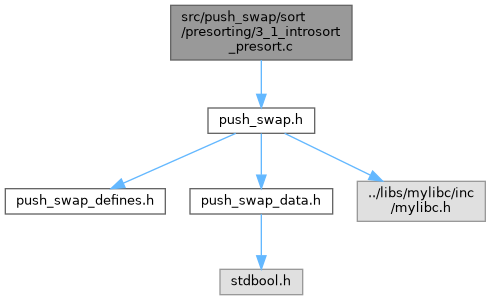 src/push_swap/sort
/presorting/3_1_introsort
_presort.c
push_swap.h
push_swap_defines.h
push_swap_data.h
../libs/mylibc/inc
/mylibc.h
stdbool.h